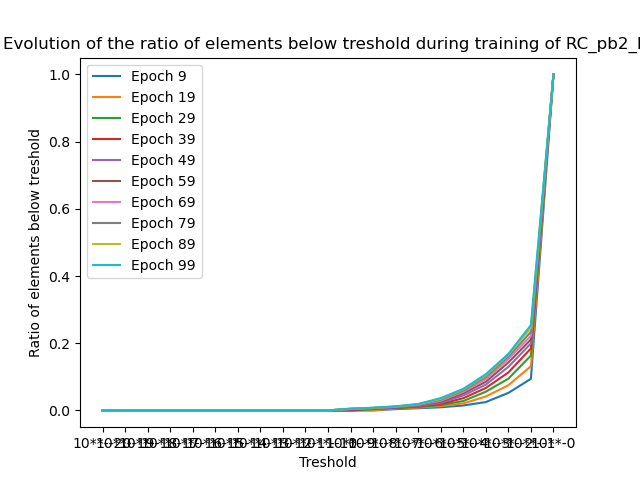 Evolution of the ratio of elements below treshold during training of RC_pb2_
Epoch 9
Epoch 19
Epoch 29
Epoch 39
Epoch 49
Epoch 59
Epoch 69
Epoch 79
Epoch 89
Epoch 99
Ratio of elements below treshold
1.0
0.8
0.6
0.4
0.2
0.0
Treshold